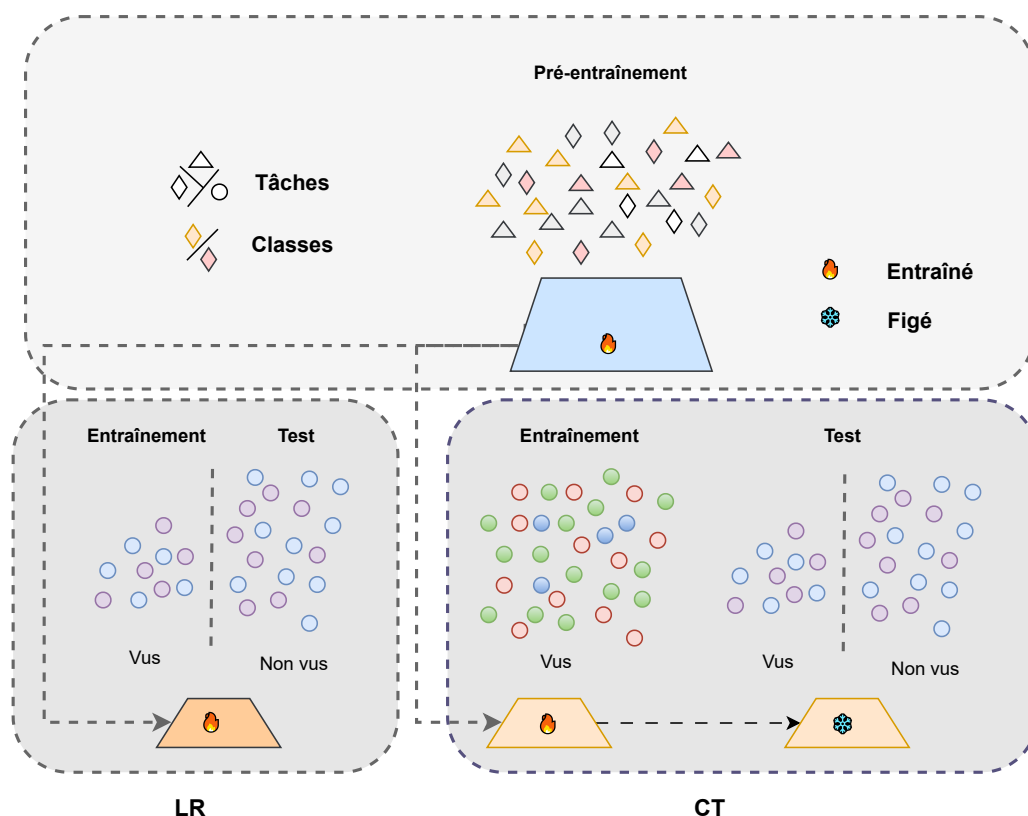 Pré-entraînement
Tâches
Classes
Entraîné
Figé
Entraînement
Test
Vus
Non vus
LR
Entraînement
Test
Vus
Vus
Non vus
CT